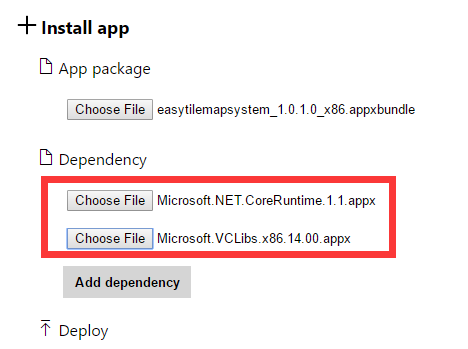 Install app
App package
Choose File easytilemapsystem_1.0.1.0_x86.appxbundle
Dependency
Choose File Microsoft.NET.CoreRuntime.1.1.appx
Choose File Microsoft.VCLibs.x86.14.00.appx
Add dependency
Deploy